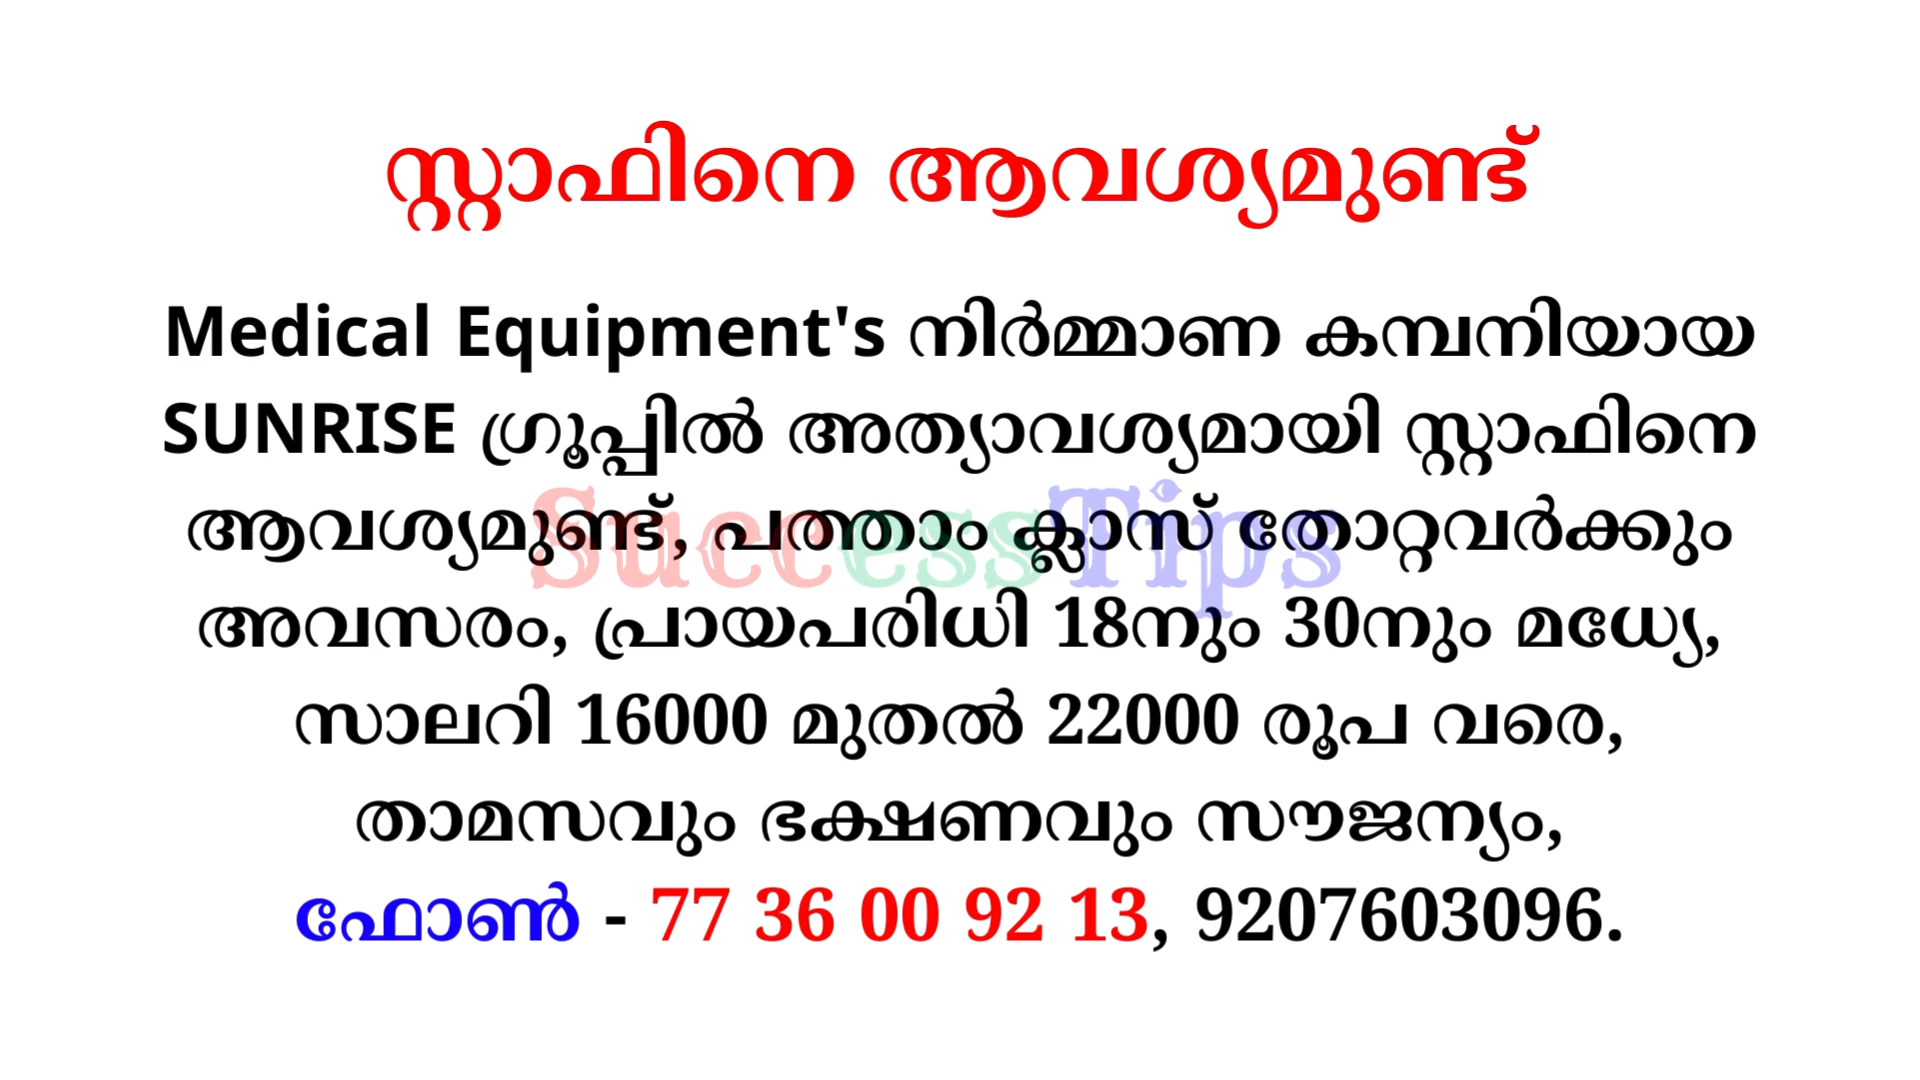 സ്റ്റാഫിനെ ആവശ്യമുണ്ട്
Medical Equipment's നിർമ്മാണ കമ്പനിയായ
SUNRISE ഗ്രൂപ്പിൽ അത്യാവശ്യമായി സ്റ്റാഫിനെ
ആവശ്യമുണ്ട്, പത്താം ക്ലാസ് തോറ്റവർക്കും
SuccessTips
അവസരം, പ്രായപരിധി 18നും 30നും മധ്യേ,
സാലറി 16000 മുതൽ 22000 രൂപ വരെ,
താമസവും ഭക്ഷണവും സൗജന്യം,
ഫോൺ - 77 36 00 92 13, 9207603096.